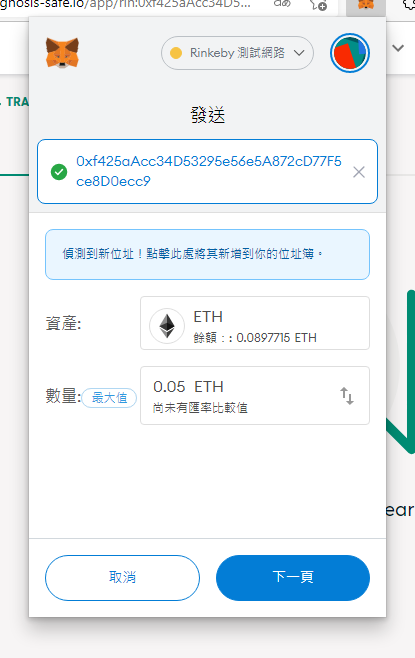 gnosis-safe.io/app/rin:0xf425aAcc34D5...
Rinkeby 測試網路
TRA
發送
0xf425aAcc34D53295e56e5A872cD77F5
ce8D0ecc9
偵測到新位址！點擊此處將其新增到你的位址簿。
資產:
ETH
餘額：: 0.0897715 ETH
數量:
最大值
0.05 ETH
尚未有匯率比較值
ear
取消
下一頁